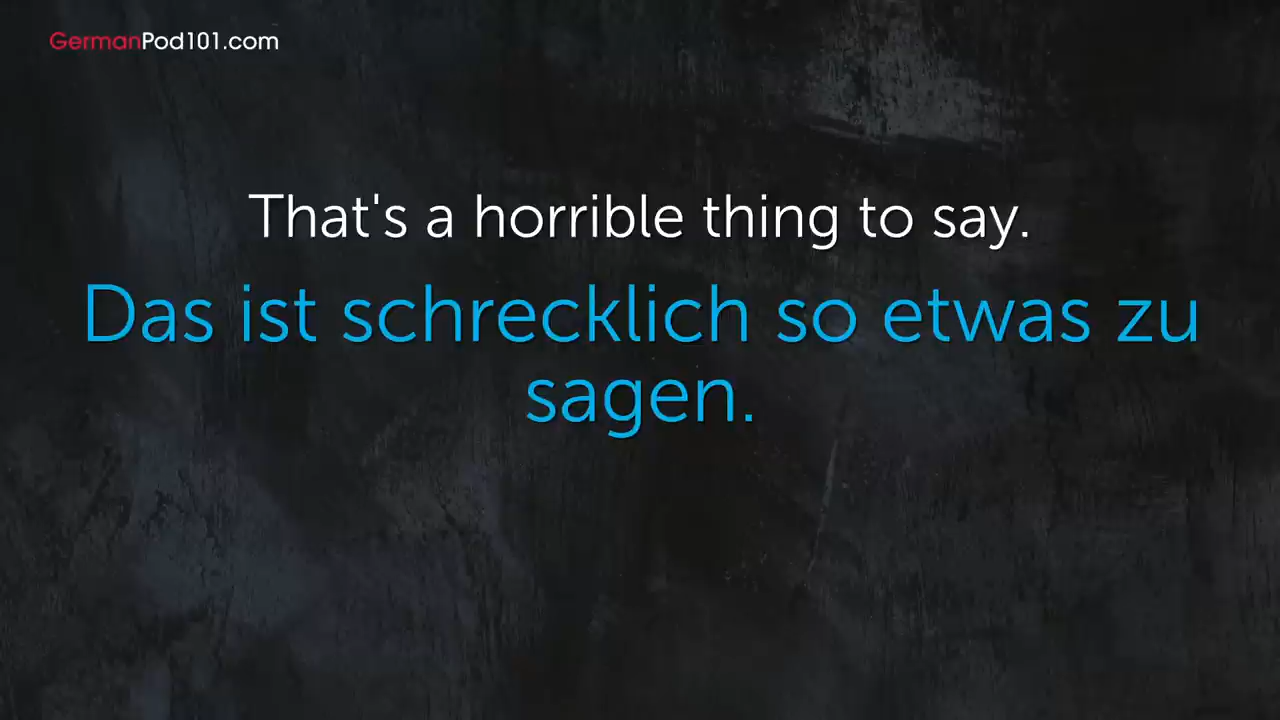 GermanPod101.com
That's a horrible thing to say.
Das ist schrecklich so etwas zu
sagen.